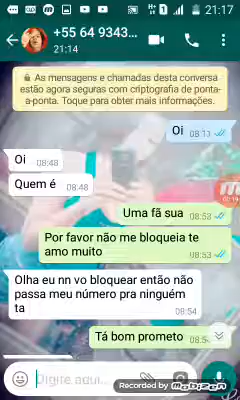 21:17
+55 64 9343...
21:14
As mensagens e chamadas desta conversa
estão agora seguras com criptografia de ponta-
a-ponta. Toque para obter mais informações.
Oi 08:13
Oi 08:48
Quem é 08:48
Uma fã sua 08:53
Por favor não me bloqueia te
amo muito 08:53
Olha eu nn vo bloquear então não
passa meu número pra ninguém
ta 08:54
Tá bom prometo 08:54
Digite aqui...
Recorded by Mobizen